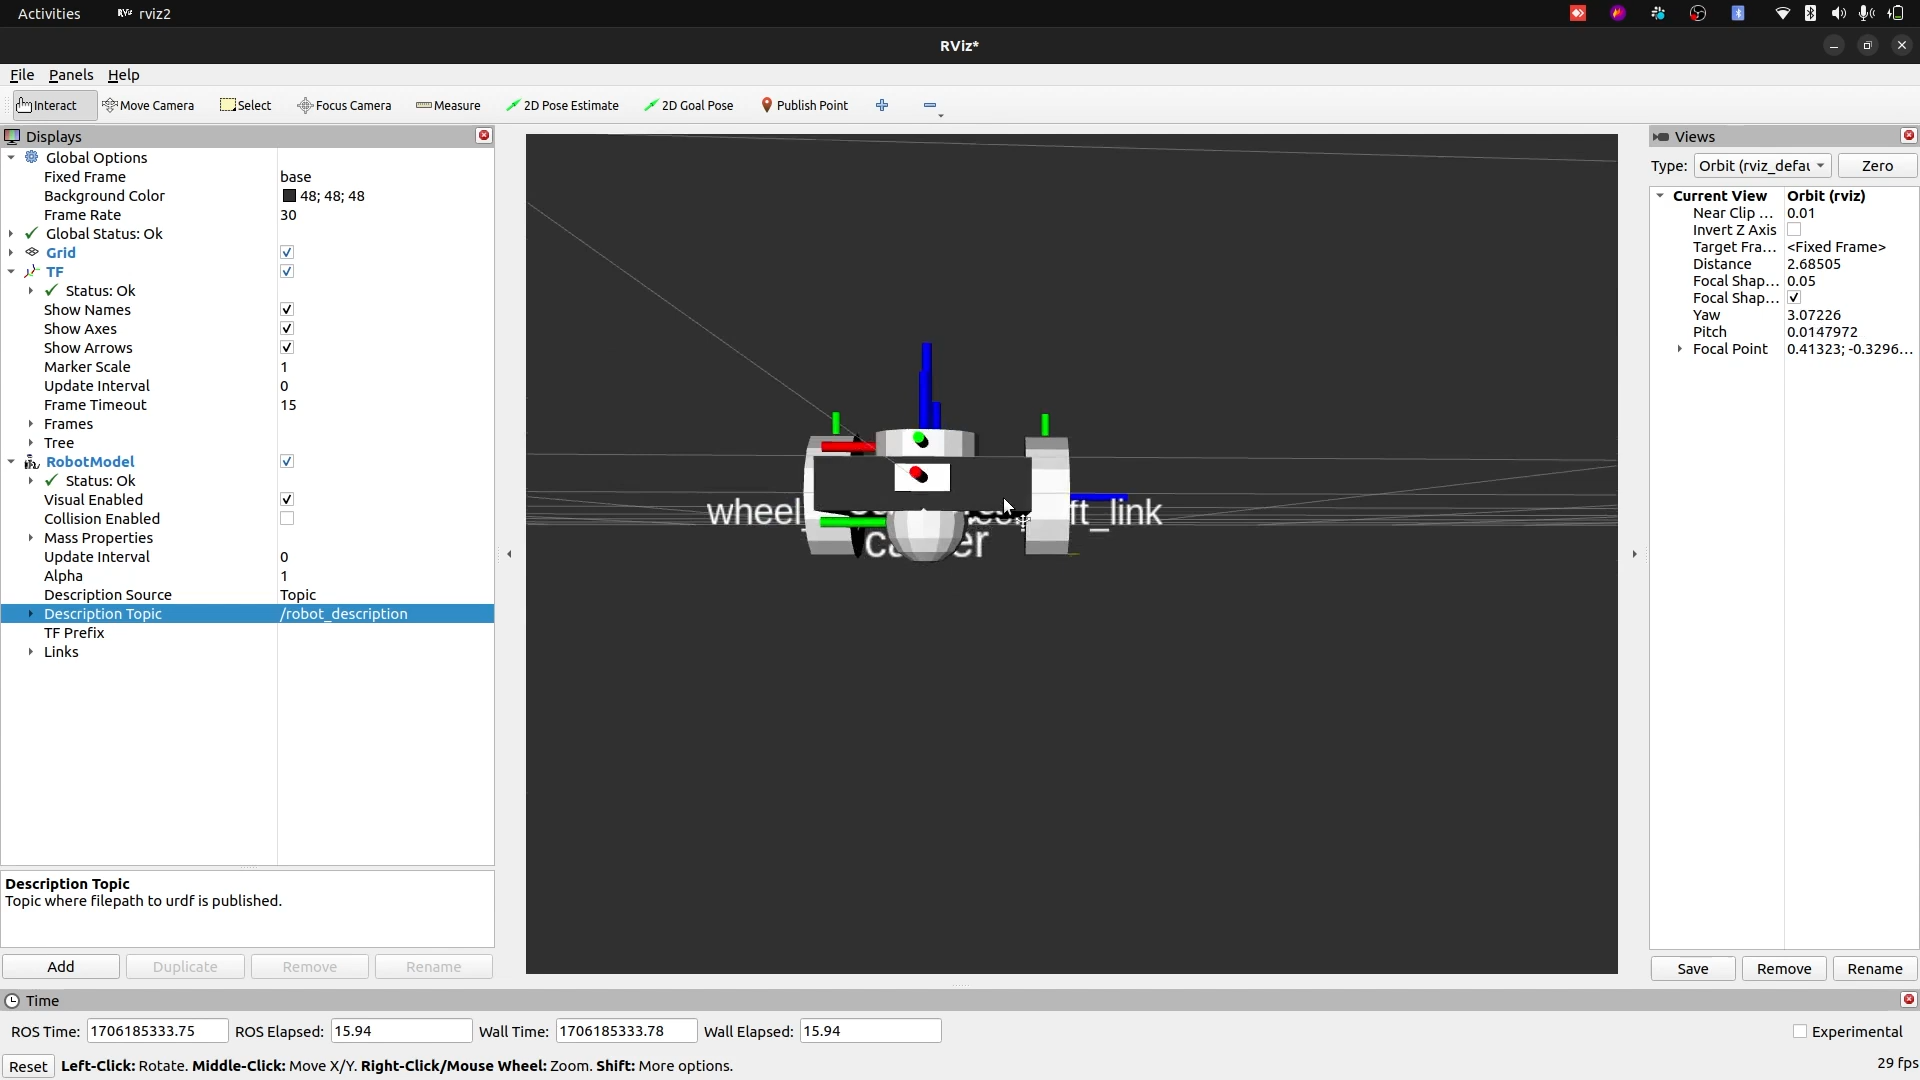 Activities rviz2
RViz*
File Panels Help
Interact Move Camera Select Focus Camera Measure 2D Pose Estimate 2D Goal Pose Publish Point
Displays
Global Options
Fixed Frame base
Background Color 48; 48; 48
Frame Rate 30
Global Status: Ok
Grid
TF
Status: Ok
Show Names
Show Axes
Show Arrows
Marker Scale 1
Update Interval 0
Frame Timeout 15
Frames
Tree
RobotModel
Status: Ok
Visual Enabled
Collision Enabled
Mass Properties
Update Interval 0
Alpha 1
Description Source Topic
Description Topic /robot_description
TF Prefix
Links
Description Topic
Topic where filepath to urdf is published.
Add Duplicate Remove Rename
Views
Type: Orbit (rviz_defau Zero
Current View Orbit (rviz)
Near Clip ... 0.01
Invert Z Axis
Target Fra... <Fixed Frame>
Distance 2.68505
Focal Shap... 0.05
Focal Shap...
Yaw 3.07226
Pitch 0.0147972
Focal Point 0.41323; -0.3296...
Save Remove Rename
Time
ROS Time: 1706185333.75 ROS Elapsed: 15.94 Wall Time: 1706185333.78 Wall Elapsed: 15.94 Experimental
Reset Left-Click: Rotate. Middle-Click: Move X/Y. Right-Click/Mouse Wheel: Zoom. Shift: More options. 29 fps